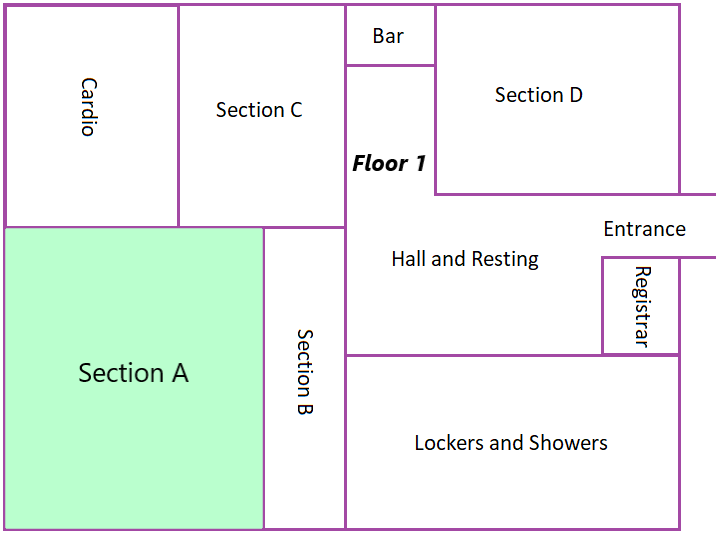 Bar
Cardio
Section C
Section D
Floor 1
Entrance
Hall and Resting
Registrar
Section A
Section B
Lockers and Showers